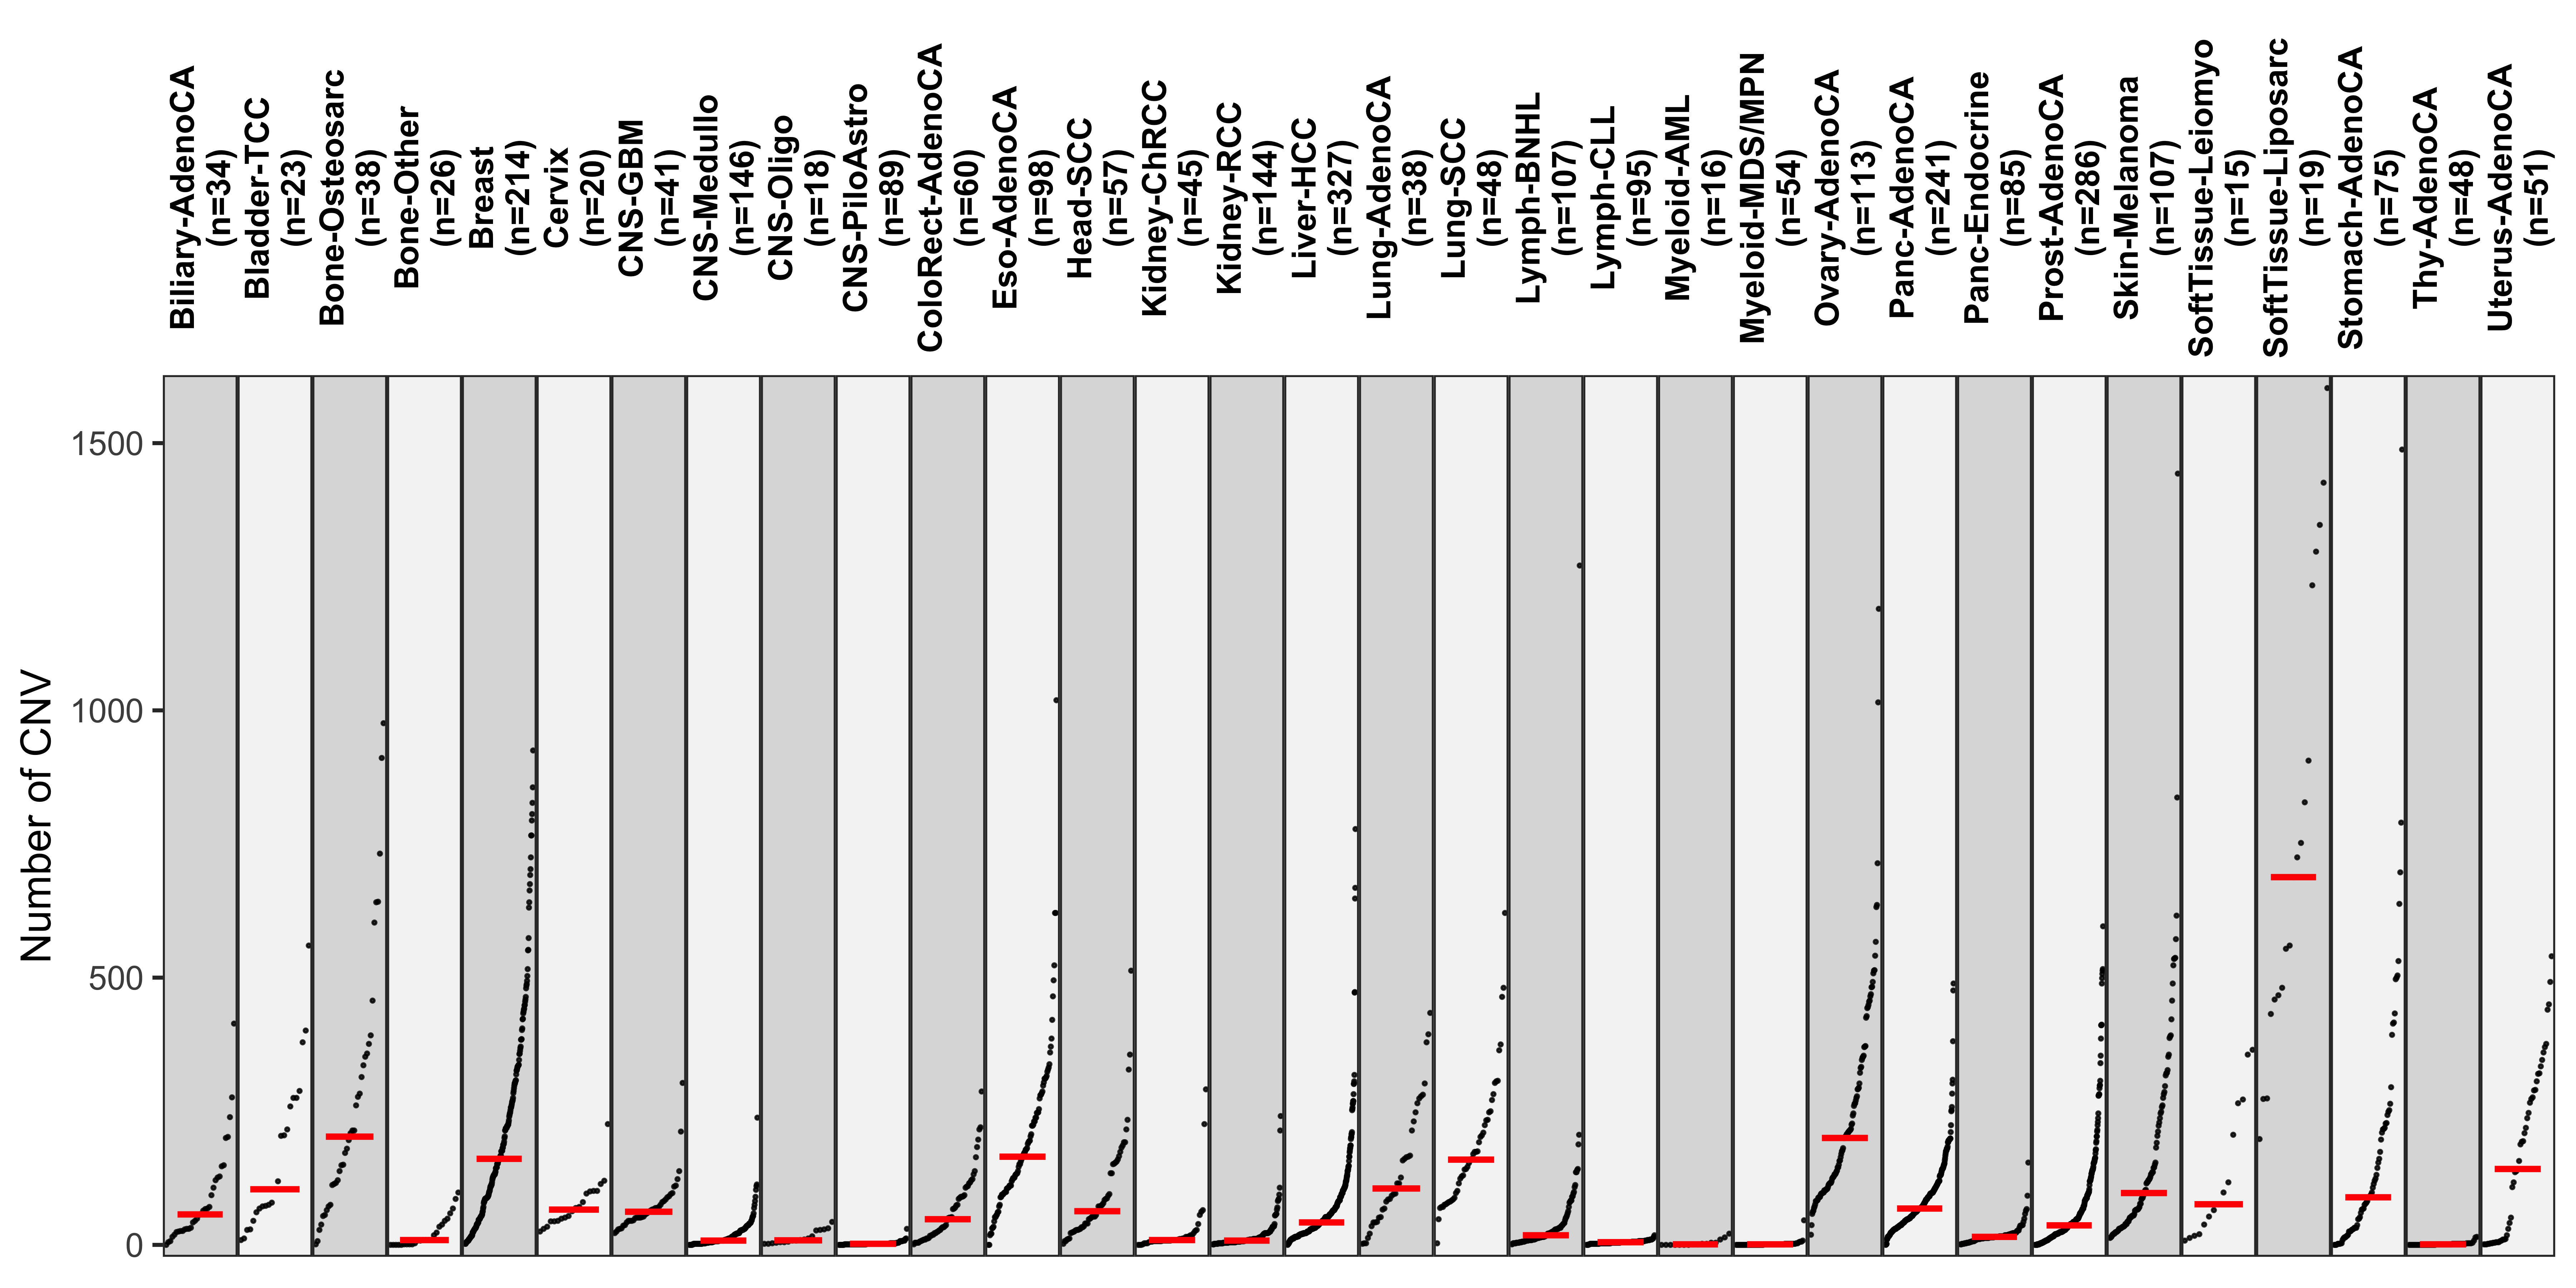 Biliary-AdenoCA
(n=34)
Bladder-TCC
(n=23)
Bone-Osteosarc
(n=38)
Bone-Other
(n=26)
Breast
(n=214)
Cervix
(n=20)
CNS-GBM
(n=41)
CNS-Medullo
(n=146)
CNS-Oligo
(n=18)
CNS-PiloAstro
(n=89)
ColoRect-AdenoCA
(n=60)
Eso-AdenoCA
(n=98)
Head-SCC
(n=57)
Kidney-ChRCC
(n=45)
Kidney-RCC
(n=144)
Liver-HCC
(n=327)
Lung-AdenoCA
(n=38)
Lung-SCC
(n=48)
Lymph-BNHL
(n=107)
Lymph-CLL
(n=95)
Myeloid-AML
(n=16)
Myeloid-MDS/MPN
(n=54)
Ovary-AdenoCA
(n=113)
Panc-AdenoCA
(n=241)
Panc-Endocrine
(n=85)
Prost-AdenoCA
(n=286)
Skin-Melanoma
(n=107)
SoftTissue-Leiomyo
(n=15)
SoftTissue-Liposarc
(n=19)
Stomach-AdenoCA
(n=75)
Thy-AdenoCA
(n=48)
Uterus-AdenoCA
(n=51)
Number of CNV
1500
1000
500
0